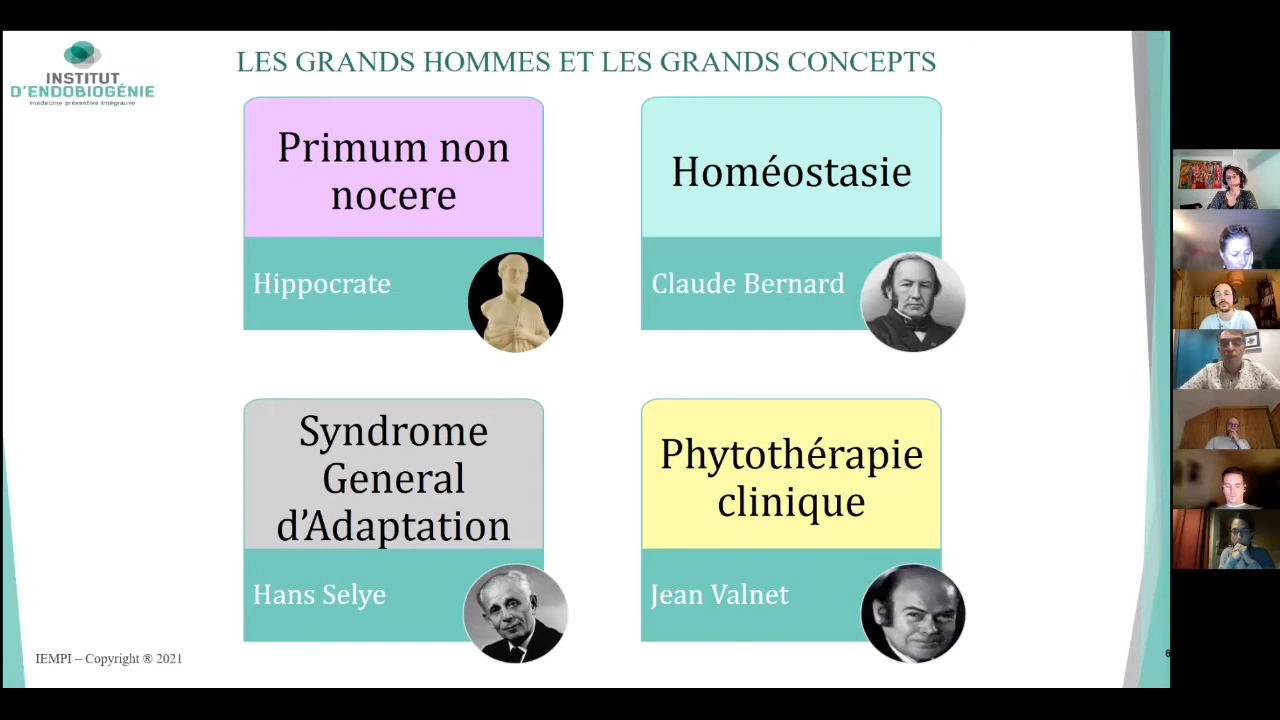 INSTITUT
D'ENDOBIOGÉNIE
médecine préventive intégrative
LES GRANDS HOMMES ET LES GRANDS CONCEPTS
Primum non
nocere
Hippocrate
Homéostasie
Claude Bernard
Syndrome
General
d'Adaptation
Hans Selye
Phytothérapie
clinique
Jean Valnet
IEMPI – Copyright ® 2021
6